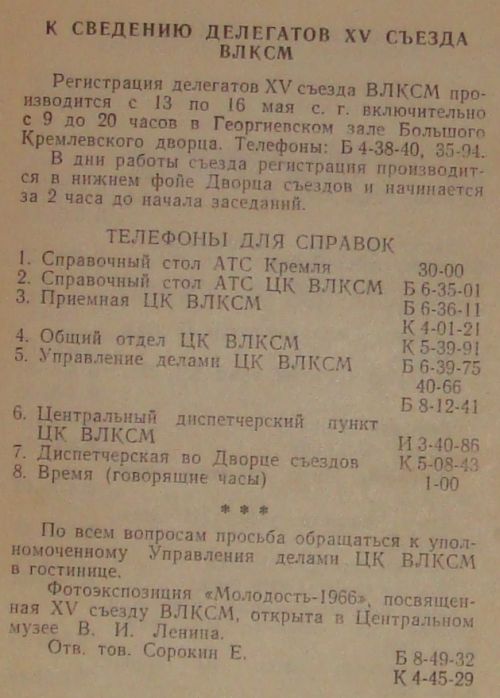 К СВЕДЕНИЮ ДЕЛЕГАТОВ XV СЪЕЗДА
ВЛКСМ
Регистрация делегатов XV съезда ВЛКСМ про-
изводится с 13 по 16 мая с. г. включительно
с 9 до 20 часов в Георгиевском зале Большого
Кремлевского дворца. Телефоны: Б 4-38-40, 35-94.
В дни работы съезда регистрация производит-
ся в нижнем фойе Дворца съездов и начинается
за 2 часа до начала заседаний.
ТЕЛЕФОНЫ ДЛЯ СПРАВОК
1. Справочный стол АТС Кремля 30-00
2. Справочный стол АТС ЦК ВЛКСМ Б 6-35-01
3. Приемная ЦК ВЛКСМ Б 6-36-11
К 4-01-21
4. Общий отдел ЦК ВЛКСМ К 5-39-91
5. Управление делами ЦК ВЛКСМ Б 6-39-75
40-66
Б 8-12-41
6. Центральный диспетчерский пункт
ЦК ВЛКСМ И 3-40-86
7. Диспетчерская во Дворце съездов К 5-08-43
8. Время (говорящие часы) 1-00
* * *
По всем вопросам просьба обращаться к упол-
номоченному Управления делами ЦК ВЛКСМ
в гостинице.
Фотоэкспозиция «Молодость-1966», посвящен-
ная XV съезду ВЛКСМ, открыта в Центральном
музее В. И. Ленина.
Отв. тов. Сорокин Е. Б 8-49-32
К 4-45-29